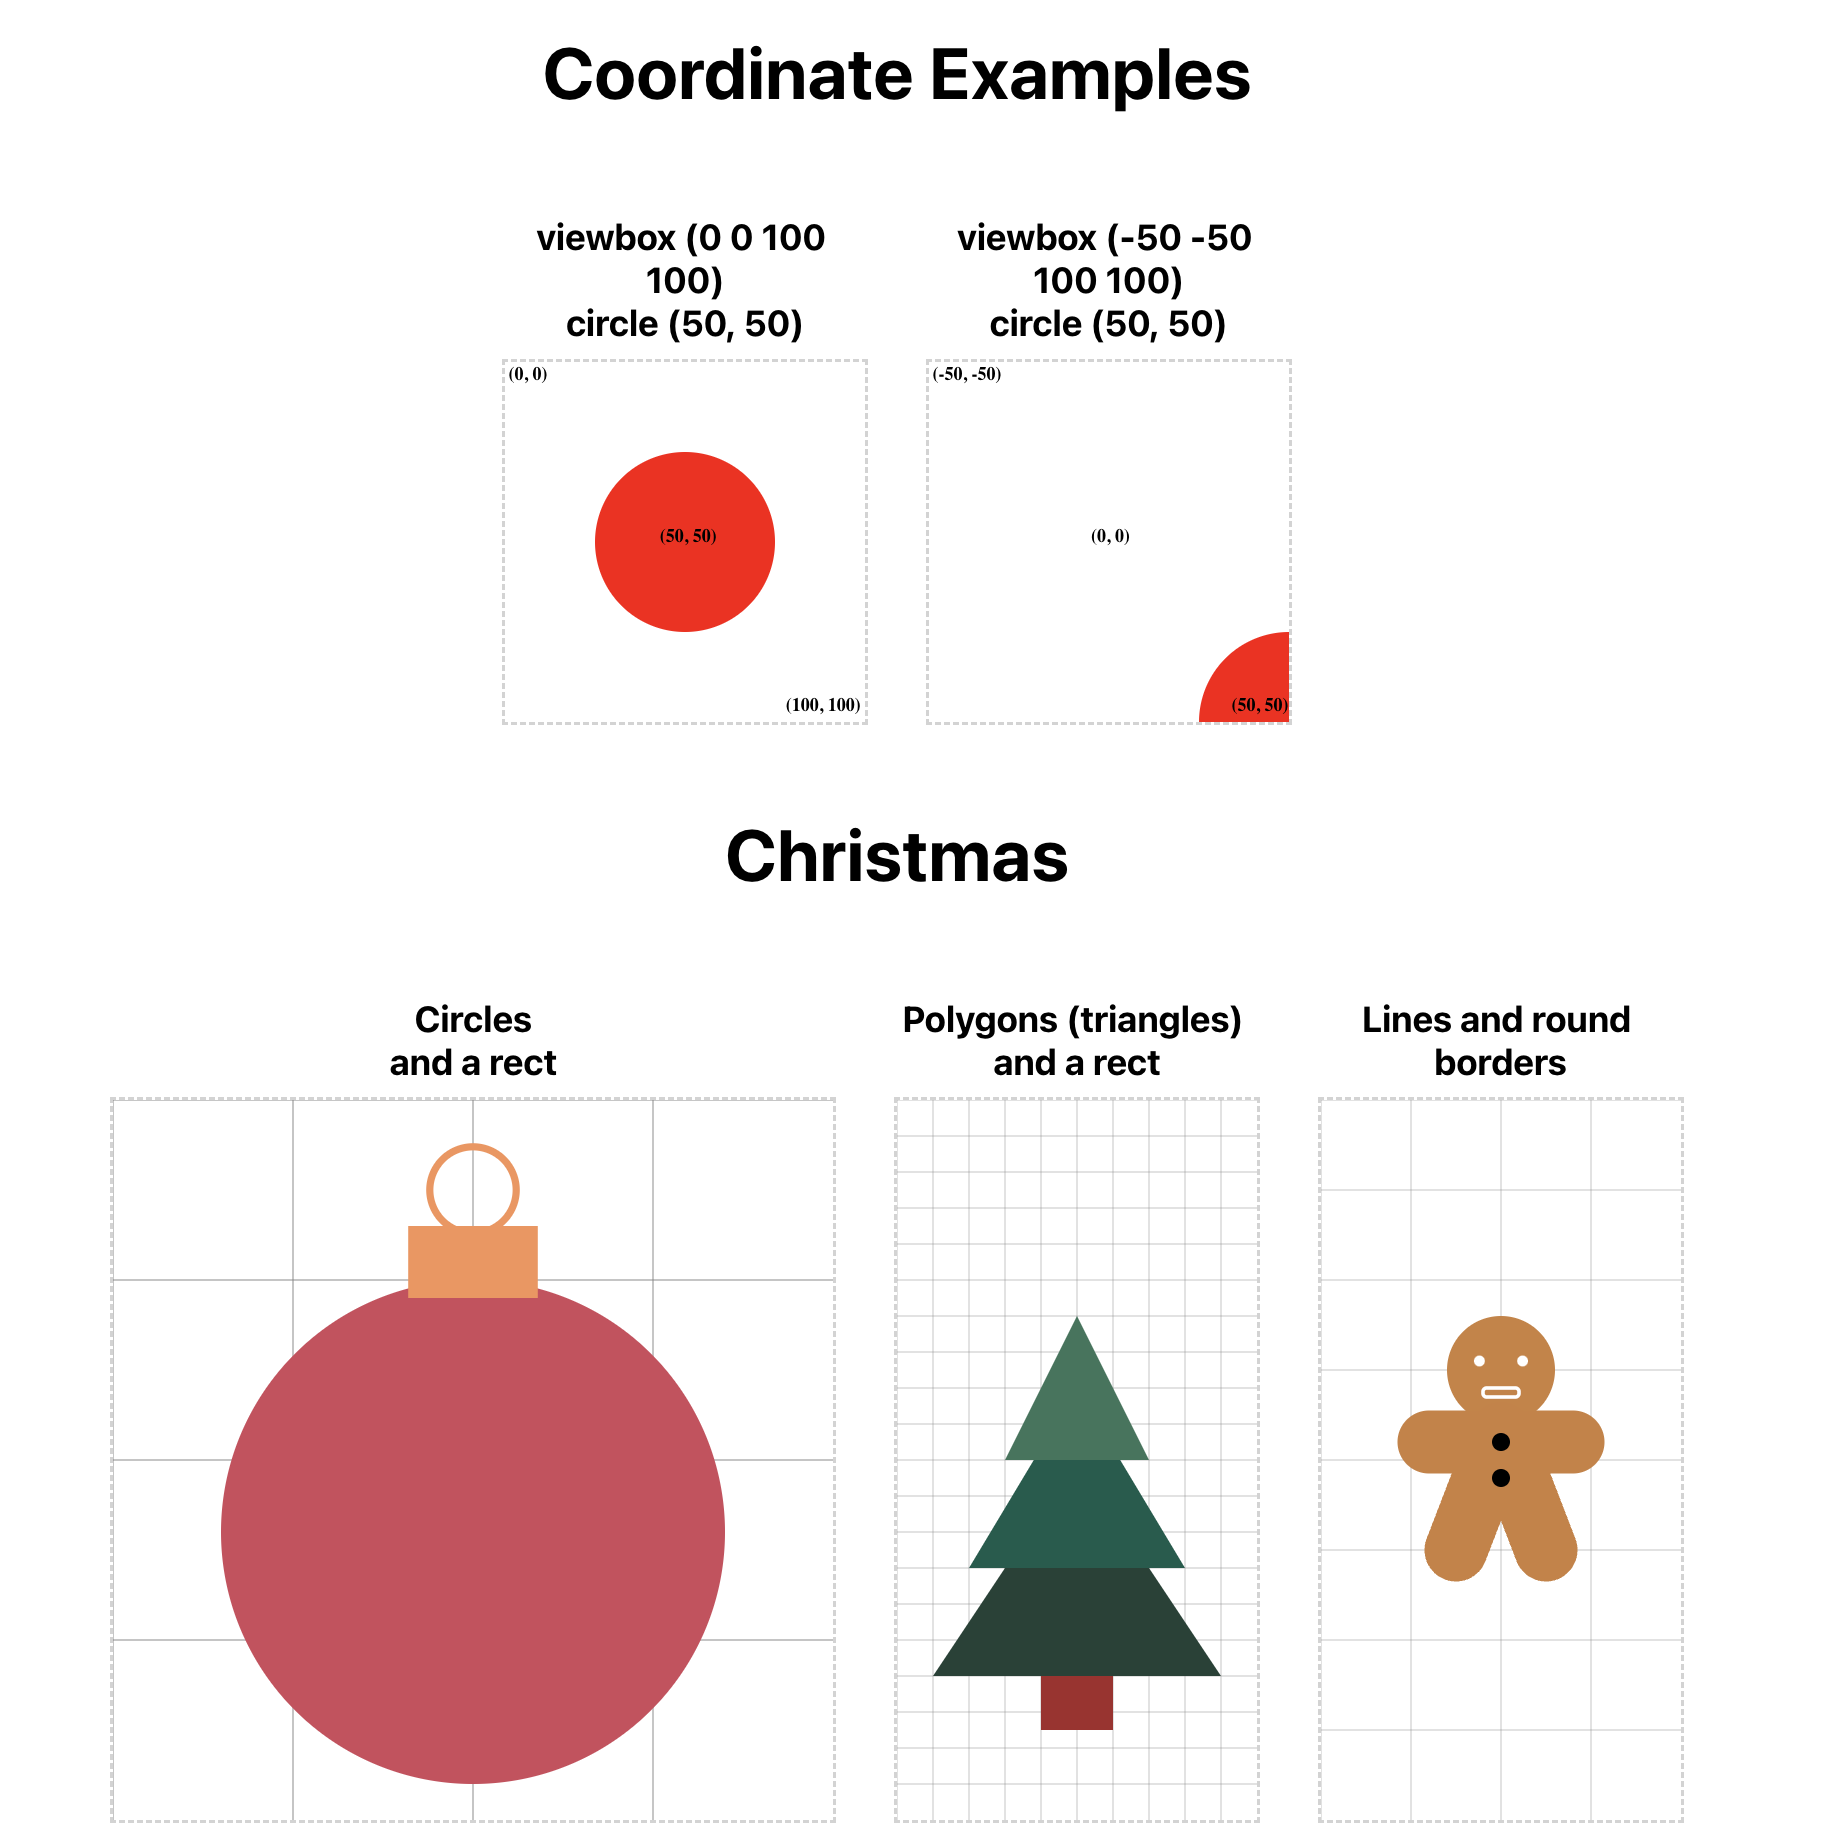 Coordinate Examples
viewbox (0 0 100
100)
circle (50, 50)
(0, 0)
(50, 50)
(100, 100)
viewbox (-50 -50
100 100)
circle (50, 50)
(-50, -50)
(0, 0)
(50, 50)
Christmas
Circles
and a rect
Polygons (triangles)
and a rect
Lines and round
borders